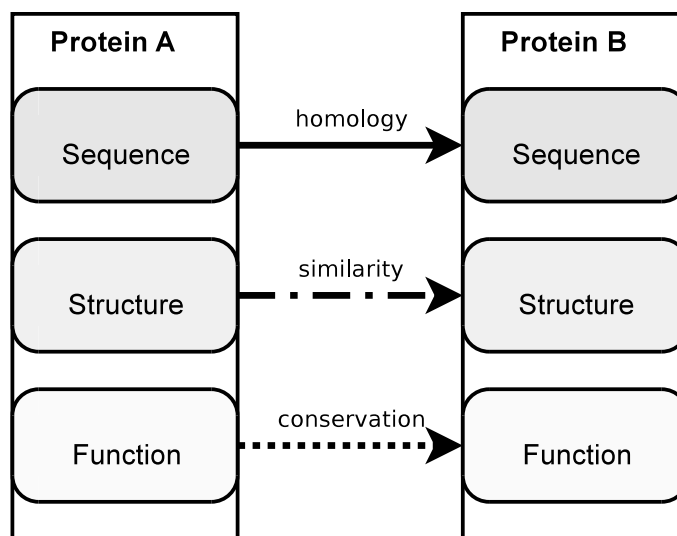 Protein A
Protein B
homology
Sequence
Sequence
similarity
Structure
Structure
conservation
Function
Function